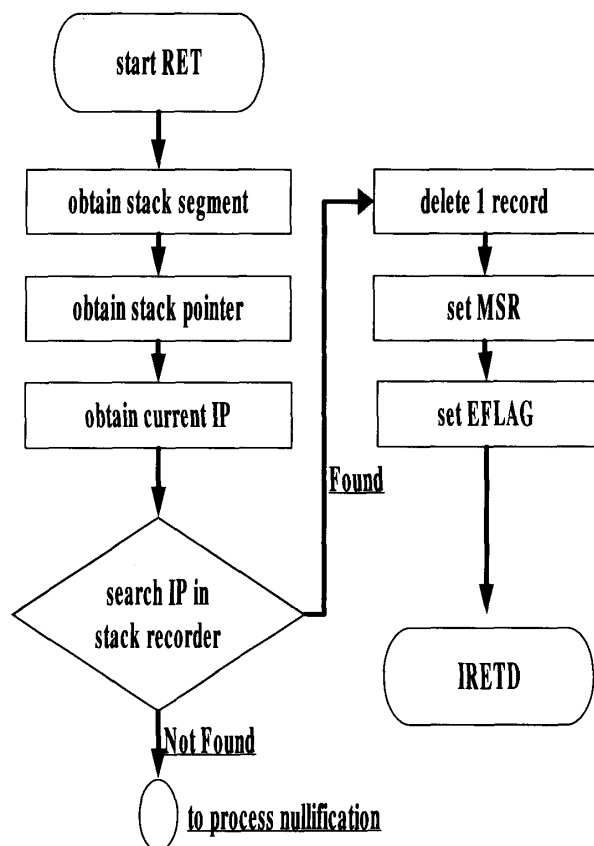 start RET
obtain stack segment
obtain stack pointer
obtain current IP
search IP in
stack recorder
Not Found
to process nullification
Found
delete 1 record
set MSR
set EFLAG
IRETD